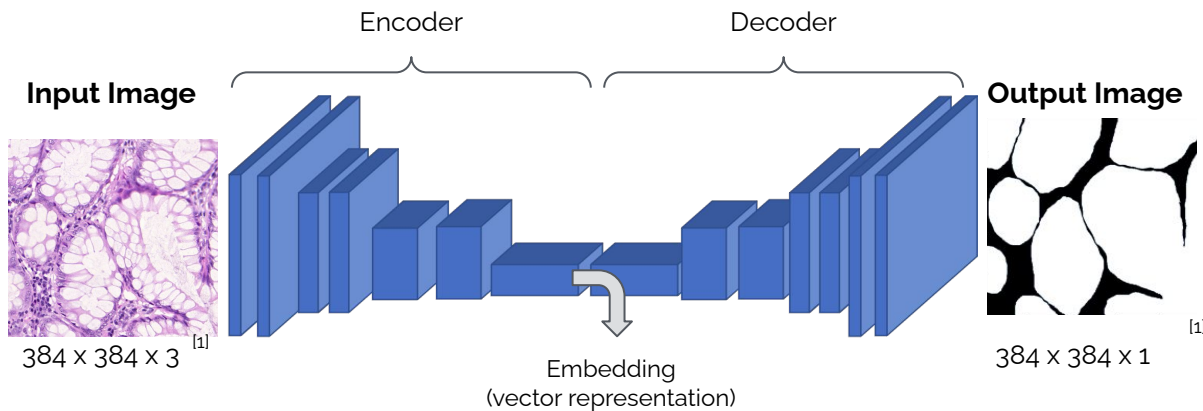 Encoder
Decoder
Input Image
Output Image
[1]
[1]
384 x 384 x 3
384 x 384 x 1
Embedding
(vector representation)